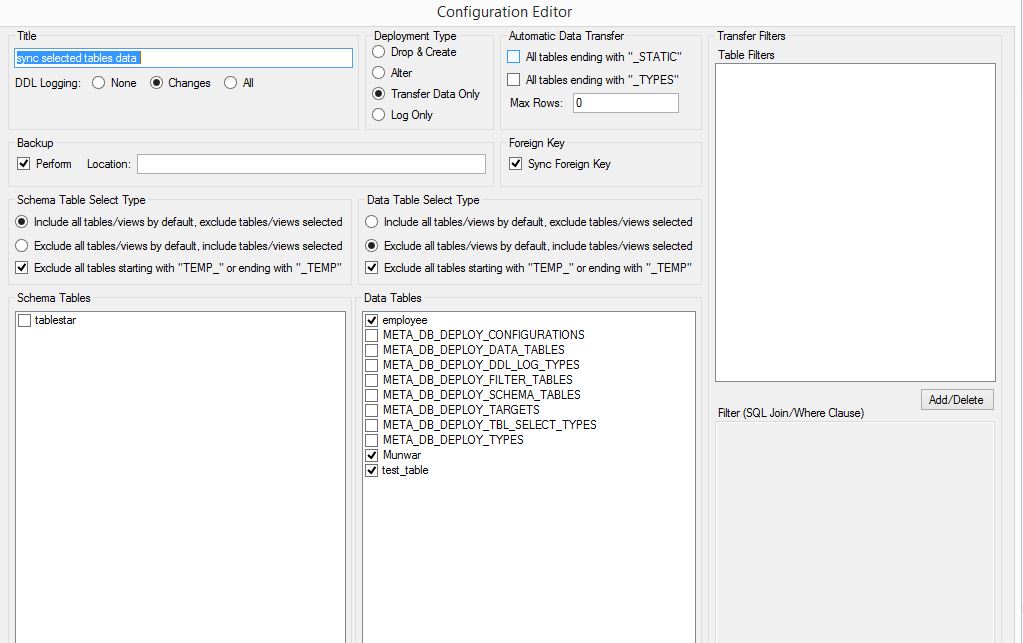 Configuration Editor
Title
sync selected tables data
DDL Logging: None Changes All
Deployment Type
Drop & Create
Alter
Transfer Data Only
Log Only
Automatic Data Transfer
All tables ending with "_STATIC"
All tables ending with "_TYPES"
Max Rows: 0
Transfer Filters
Table Filters
Backup
Perform Location:
Foreign Key
Sync Foreign Key
Schema Table Select Type
Include all tables/views by default, exclude tables/views selected
Exclude all tables/views by default, include tables/views selected
Exclude all tables starting with "TEMP_" or ending with "_TEMP"
Data Table Select Type
Include all tables/views by default, exclude tables/views selected
Exclude all tables/views by default, include tables/views selected
Exclude all tables starting with "TEMP_" or ending with "_TEMP"
Schema Tables
tablestar
Data Tables
employee
META_DB_DEPLOY_CONFIGURATIONS
META_DB_DEPLOY_DATA_TABLES
META_DB_DEPLOY_DDL_LOG_TYPES
META_DB_DEPLOY_FILTER_TABLES
META_DB_DEPLOY_SCHEMA_TABLES
META_DB_DEPLOY_TARGETS
META_DB_DEPLOY_TBL_SELECT_TYPES
META_DB_DEPLOY_TYPES
Munwar
test_table
Add/Delete
Filter (SQL Join/Where Clause)